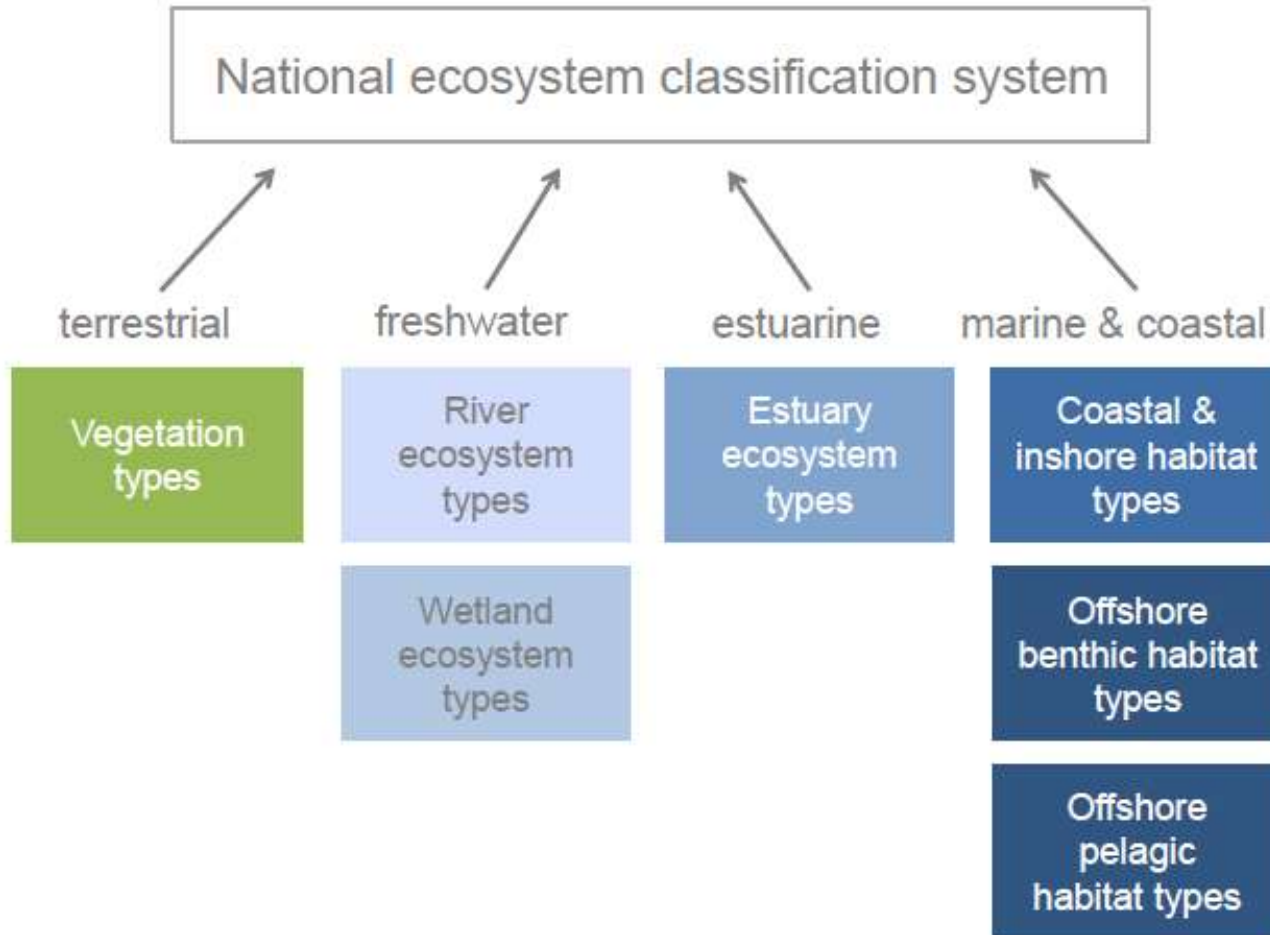 National ecosystem classification system
terrestrial
freshwater
estuarine
marine & coastal
Vegetation
types
River
ecosystem
types
Estuary
ecosystem
types
Coastal &
inshore habitat
types
Wetland
ecosystem
types
Offshore
benthic habitat
types
Offshore
pelagic
habitat types